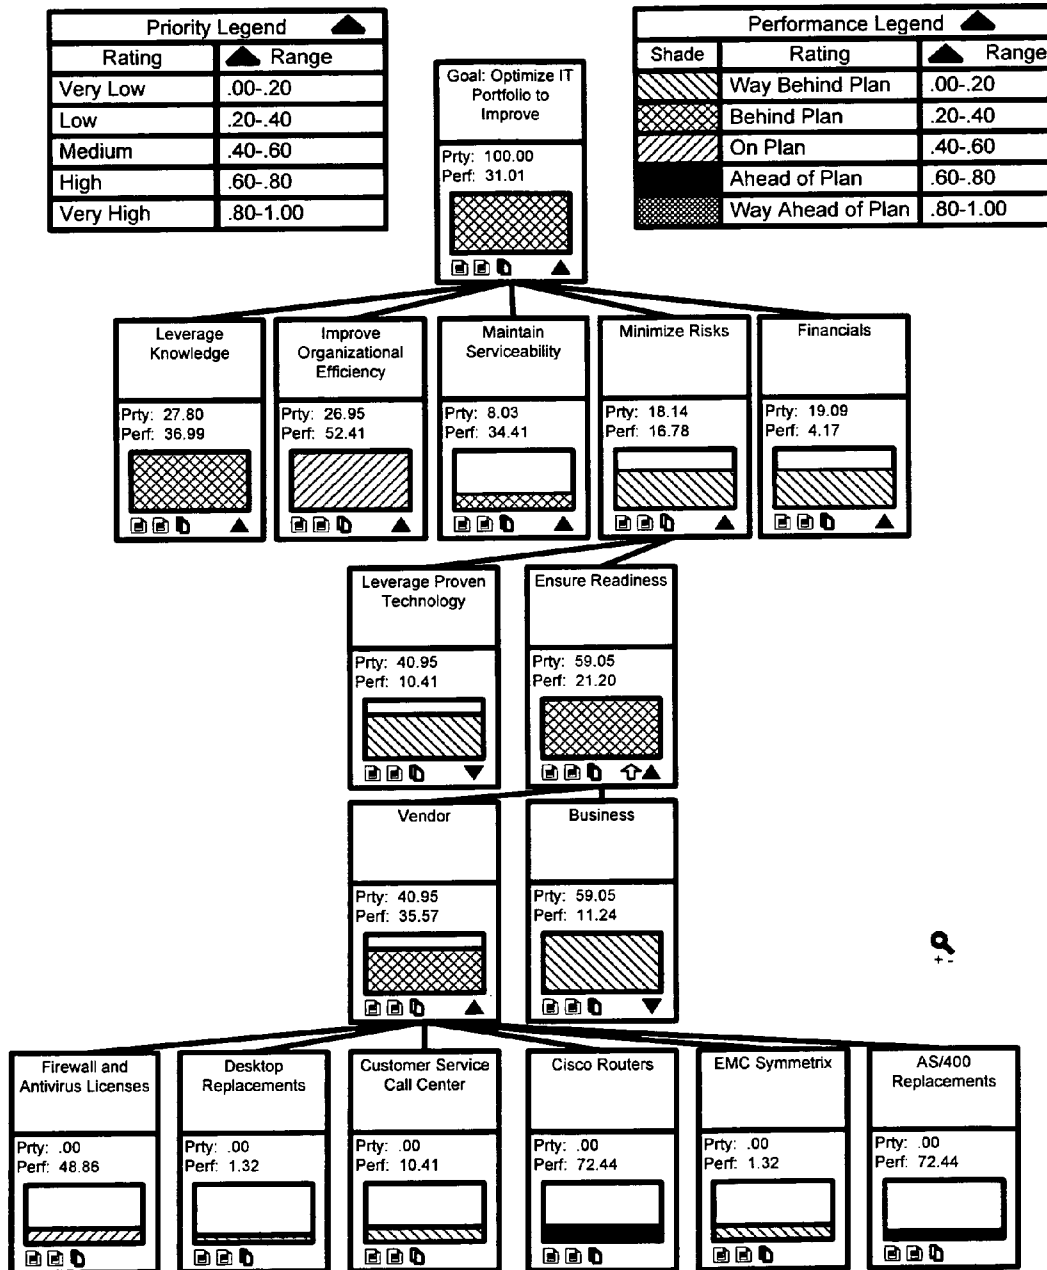 Priority Legend
Rating Range
Very Low .00-.20
Low .20-.40
Medium .40-.60
High .60-.80
Very High .80-1.00
Performance Legend
Shade Rating Range
Way Behind Plan .00-.20
Behind Plan .20-.40
On Plan .40-.60
Ahead of Plan .60-.80
Way Ahead of Plan .80-1.00
Goal: Optimize IT
Portfolio to
Improve
Prty: 100.00
Perf: 31.01
Leverage
Knowledge
Prty: 27.80
Perf: 36.99
Improve
Organizational
Efficiency
Prty: 26.95
Perf: 52.41
Maintain
Serviceability
Prty: 8.03
Perf: 34.41
Minimize Risks
Prty: 18.14
Perf: 16.78
Financials
Prty: 19.09
Perf: 4.17
Leverage Proven
Technology
Prty: 40.95
Perf: 10.41
Ensure Readiness
Prty: 59.05
Perf: 21.20
Vendor
Prty: 40.95
Perf: 35.57
Business
Prty: 59.05
Perf: 11.24
+ -
Firewall and
Antivirus Licenses
Prty: .00
Perf: 48.86
Desktop
Replacements
Prty: .00
Perf: 1.32
Customer Service
Call Center
Prty: .00
Perf: 10.41
Cisco Routers
Prty: .00
Perf: 72.44
EMC Symmetrix
Prty: .00
Perf: 1.32
AS/400
Replacements
Prty: .00
Perf: 72.44